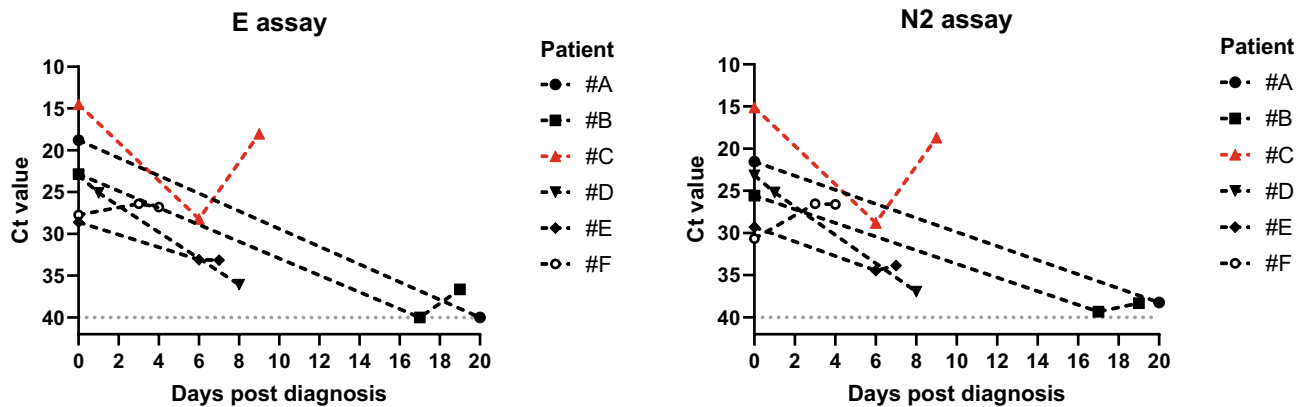 E assay
Ct value
10
15
20
25
30
35
40
0 2 4 6 8 10 12 14 16 18 20
Days post diagnosis
Patient
#A
#B
#C
#D
#E
#F
N2 assay
Ct value
10
15
20
25
30
35
40
0 2 4 6 8 10 12 14 16 18 20
Days post diagnosis
Patient
#A
#B
#C
#D
#E
#F